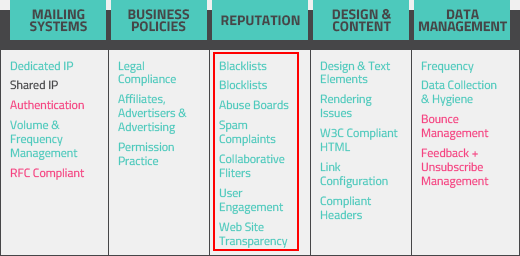 MAILING
SYSTEMS
BUSINESS
POLICIES
REPUTATION
DESIGN &
CONTENT
DATA
MANAGEMENT
Dedicated IP
Shared IP
Authentication
Volume &
Frequency
Management
RFC Compliant
Legal
Compliance
Affiliates,
Advertisers &
Advertising
Permission
Practice
Blacklists
Blocklists
Abuse Boards
Spam
Complaints
Collaborative
Fliters
User
Engagement
Web Site
Transparency
Design & Text
Elements
Rendering
Issues
W3C Compliant
HTML
Link
Configuration
Compliant
Headers
Frequency
Data Collection
& Hygiene
Bounce
Management
Feedback +
Unsubscribe
Management